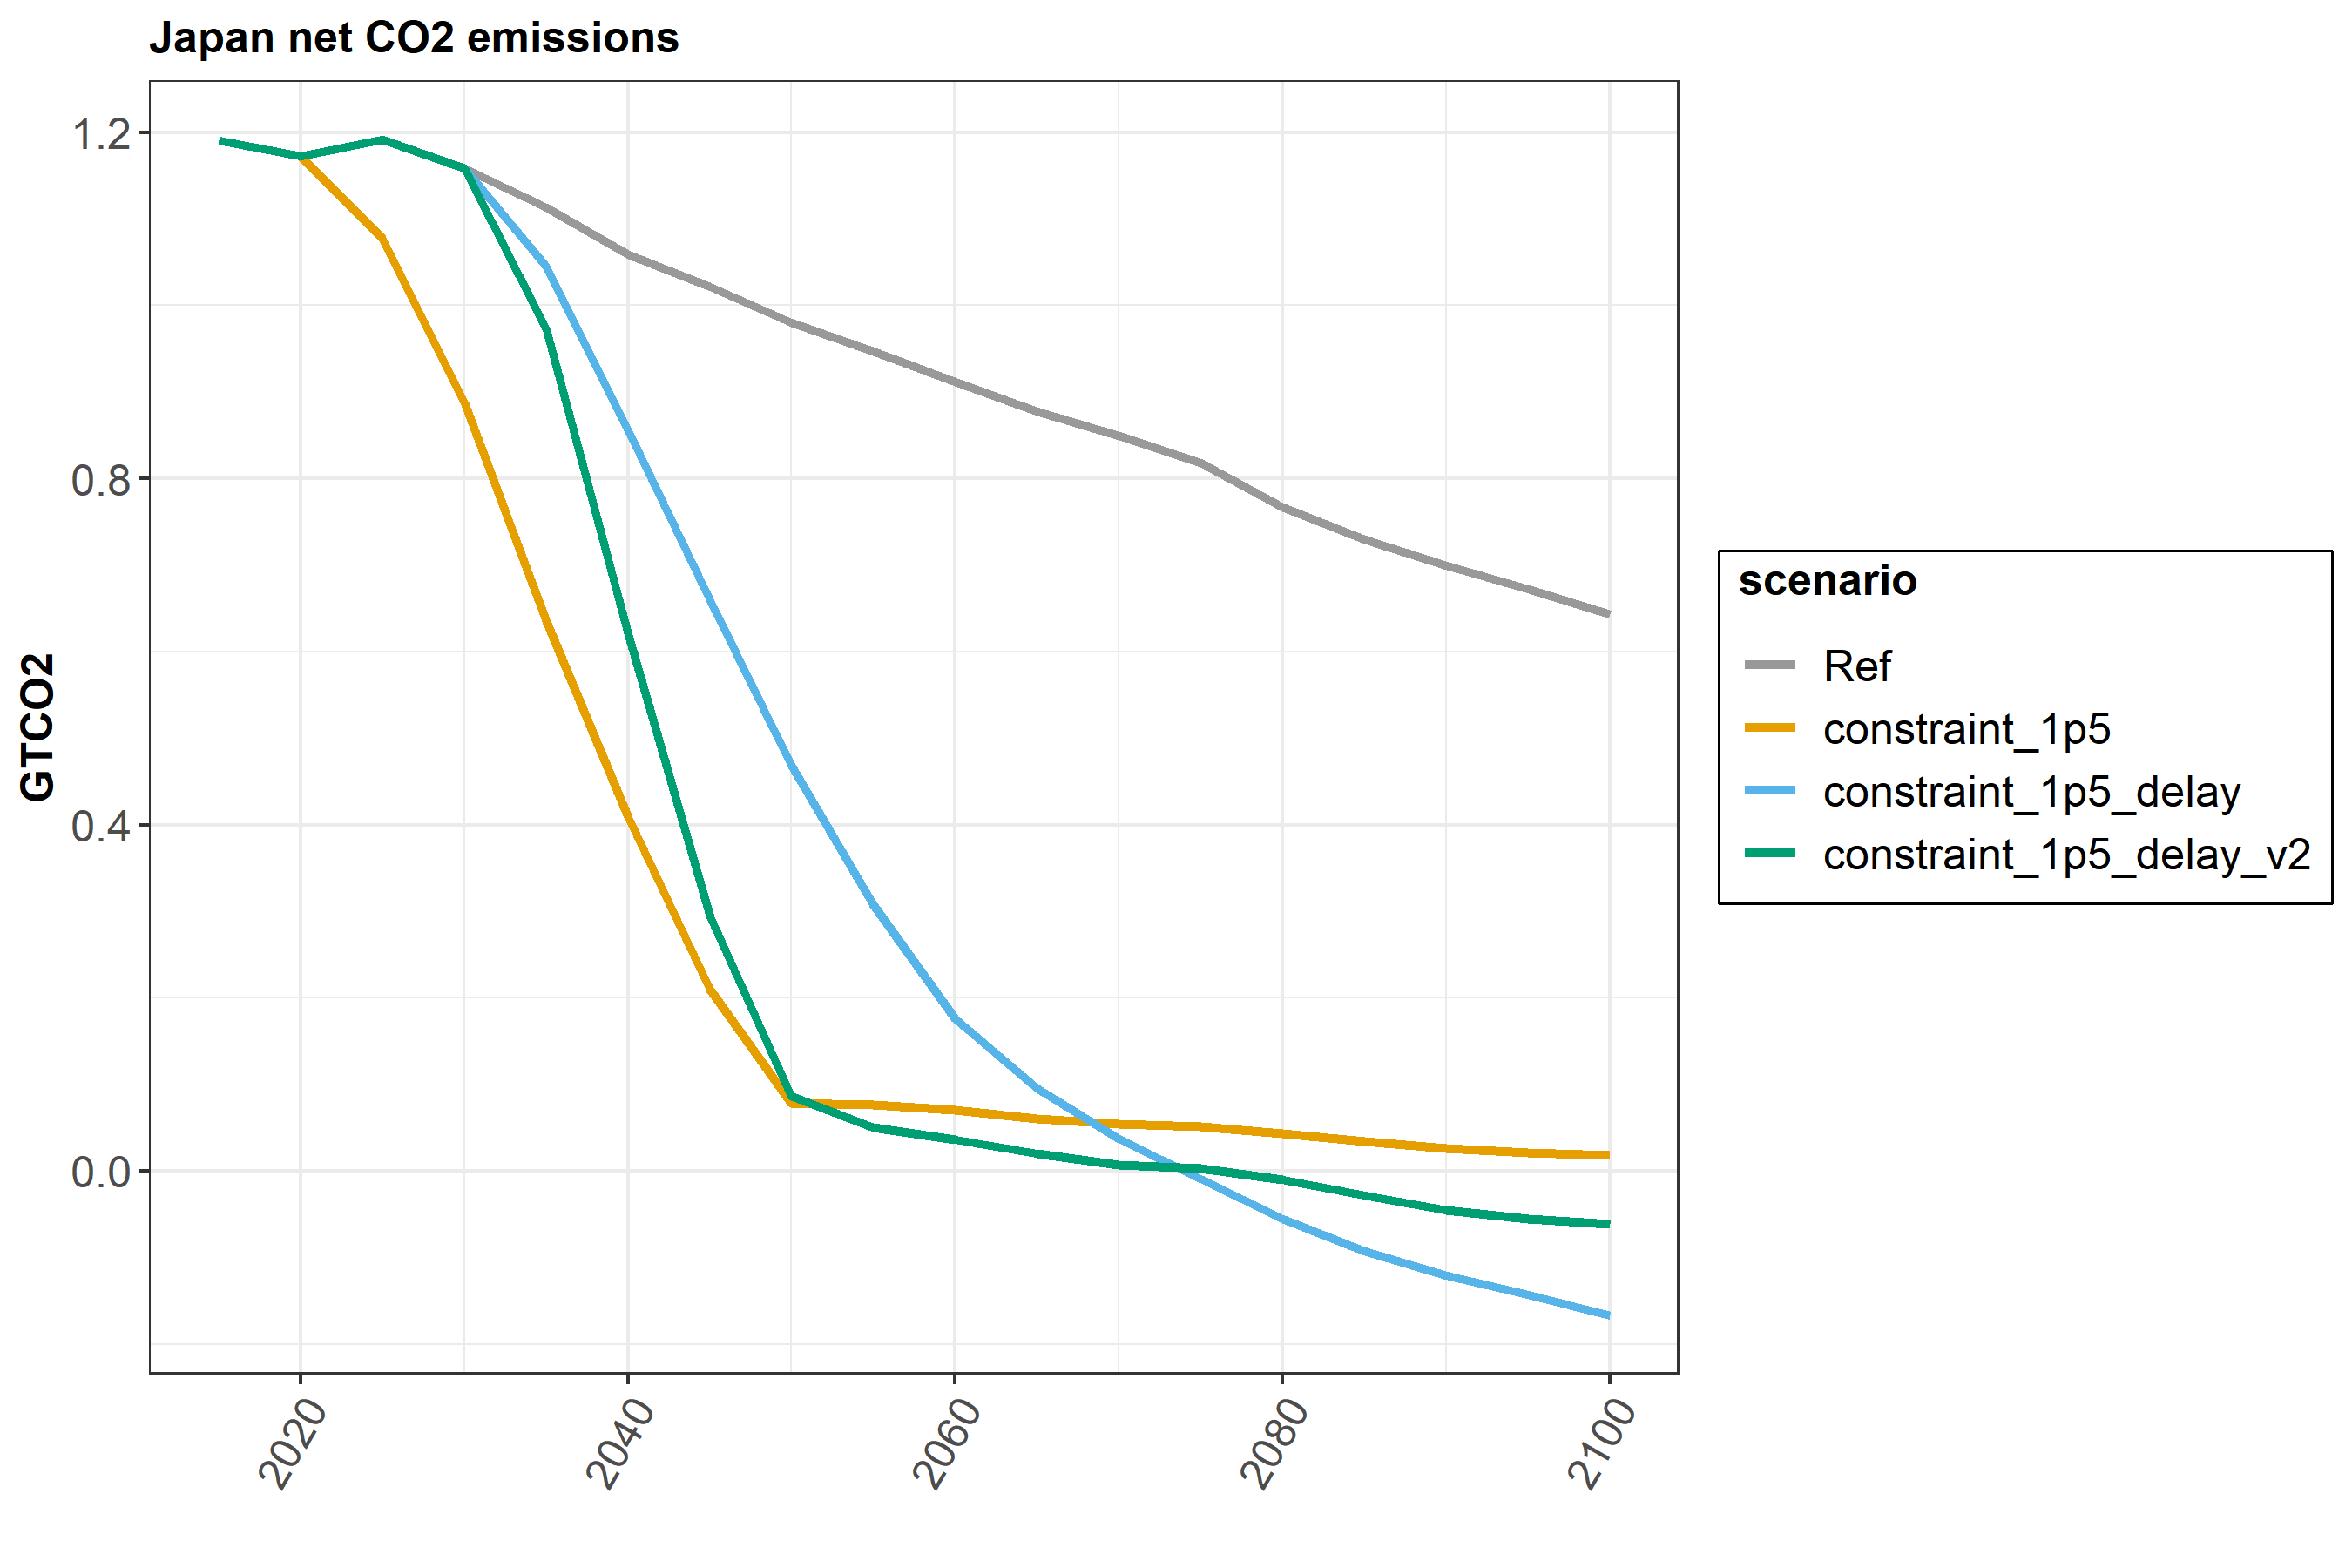 Japan net CO2 emissions
1.2
0.8
0.4
0.0
GTCO2
2020
2040
2060
2080
2100
scenario
Ref
constraint_1p5
constraint_1p5_delay
constraint_1p5_delay_v2